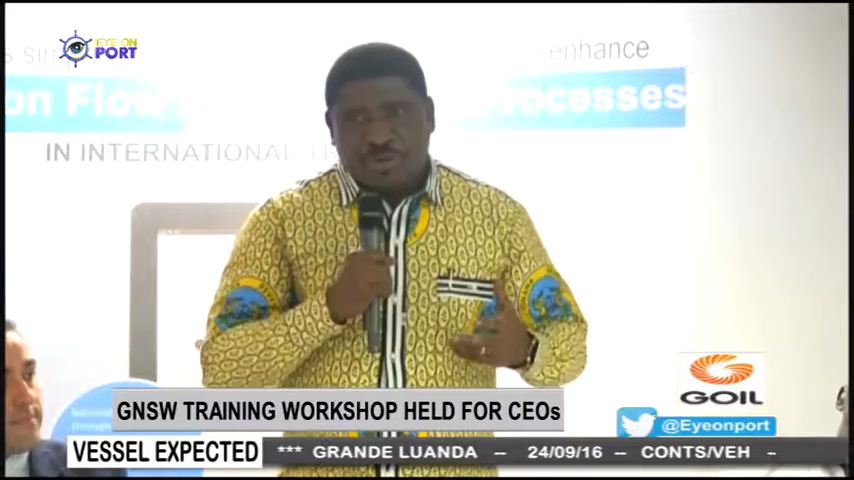 EYE ON
PORT
enhance
on Flow
rocesses
IN INTERNATIONAL
GOIL
GNSW TRAINING WORKSHOP HELD FOR CEOs
@Eyeonport
VESSEL EXPECTED
*** GRANDE LUANDA -- 24/09/16 -- CONTS/VEH --